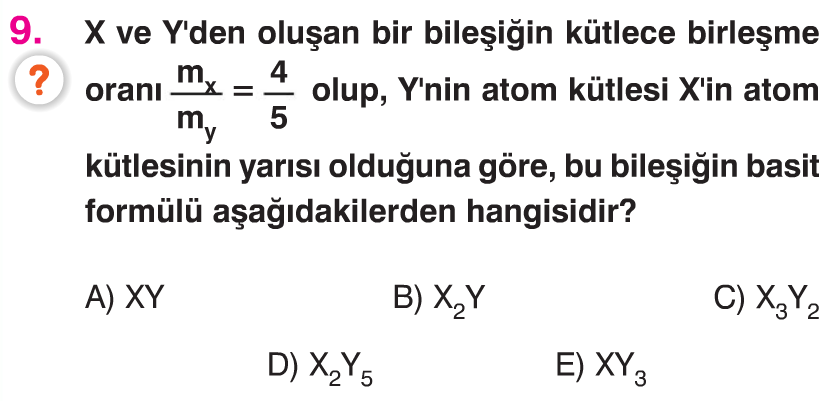 9. X ve Y'den oluşan bir bileşiğin kütlece birleşme
? oranı mₓ/m_y = 4/5 olup, Y'nin atom kütlesi X'in atom
kütlesinin yarısı olduğuna göre, bu bileşiğin basit
formülü aşağıdakilerden hangisidir?
A) XY B) X₂Y C) X₃Y₂
D) X₂Y₅ E) XY₃